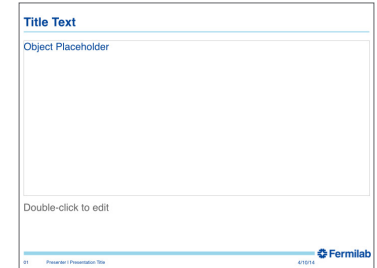 Title Text
Object Placeholder
Double-click to edit
Fermilab
01 Presenter | Presentation Title 4/10/14